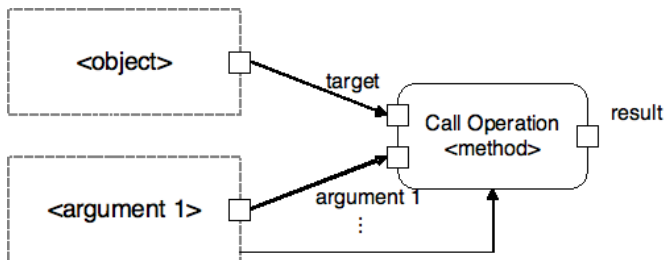 <object>
target
Call Operation
<method>
result
<argument 1>
argument 1
⋮